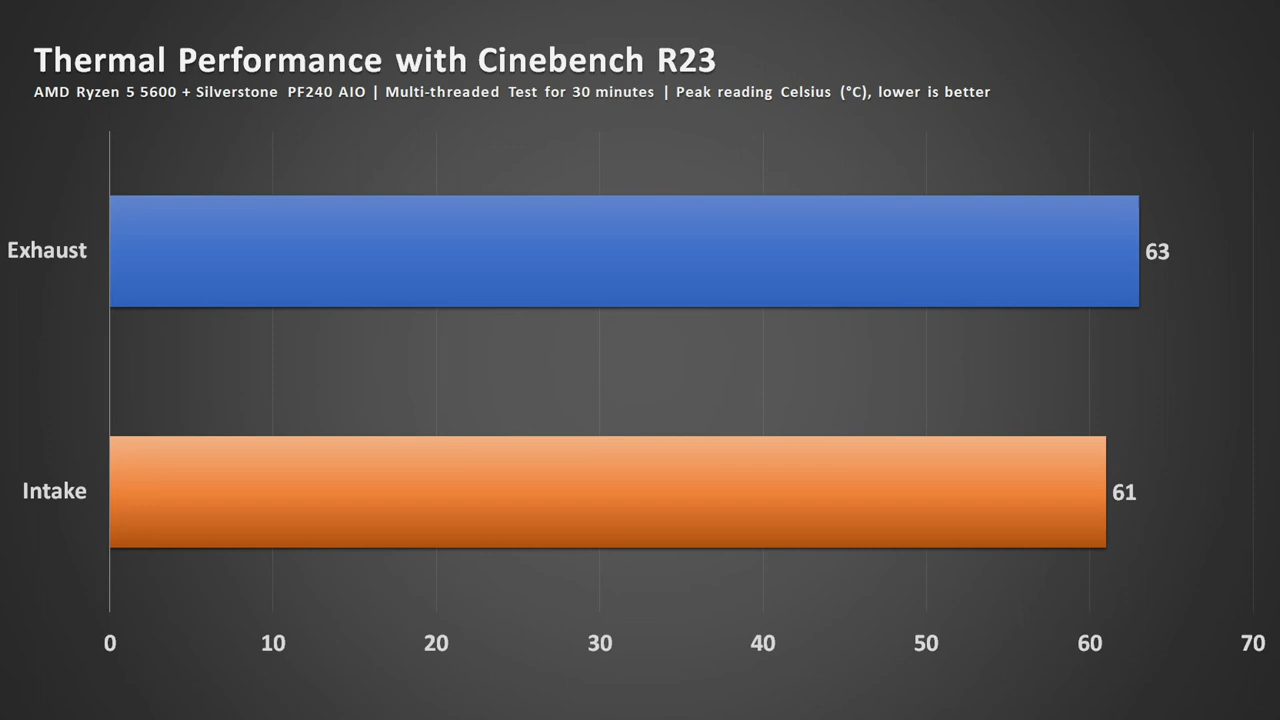 Thermal Performance with Cinebench R23
AMD Ryzen 5 5600 + Silverstone PF240 AIO | Multi-threaded Test for 30 minutes | Peak reading Celsius (°C), lower is better
Exhaust
63
Intake
61
0 10 20 30 40 50 60 70